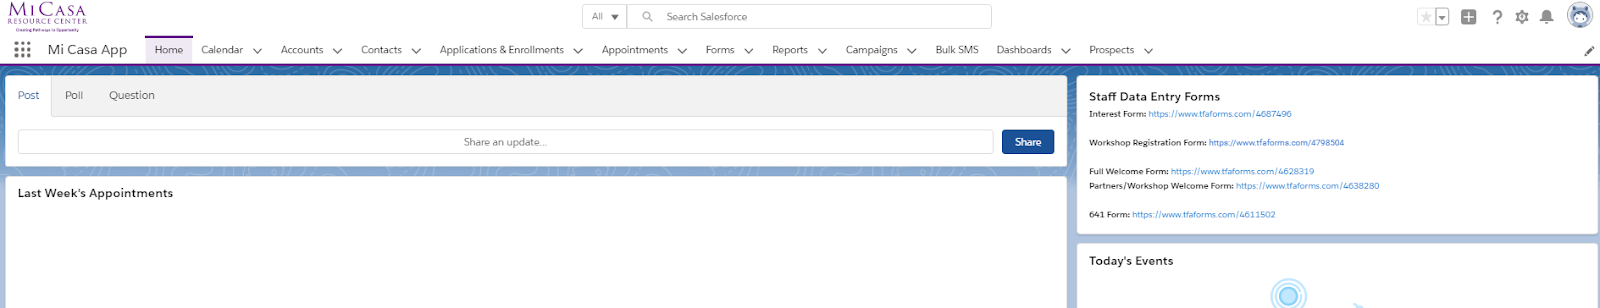 MI CASA
RESOURCE CENTER
Creating Pathways to Opportunity
All
Search Salesforce
Mi Casa App
Home
Calendar
Accounts
Contacts
Applications & Enrollments
Appointments
Forms
Reports
Campaigns
Bulk SMS
Dashboards
Prospects
Post
Poll
Question
Share an update...
Share
Last Week's Appointments
Staff Data Entry Forms
Interest Form: https://www.tfaforms.com/4687496
Workshop Registration Form: https://www.tfaforms.com/4798504
Full Welcome Form: https://www.tfaforms.com/4628319
Partners/Workshop Welcome Form: https://www.tfaforms.com/4638280
641 Form: https://www.tfaforms.com/4611502
Today's Events